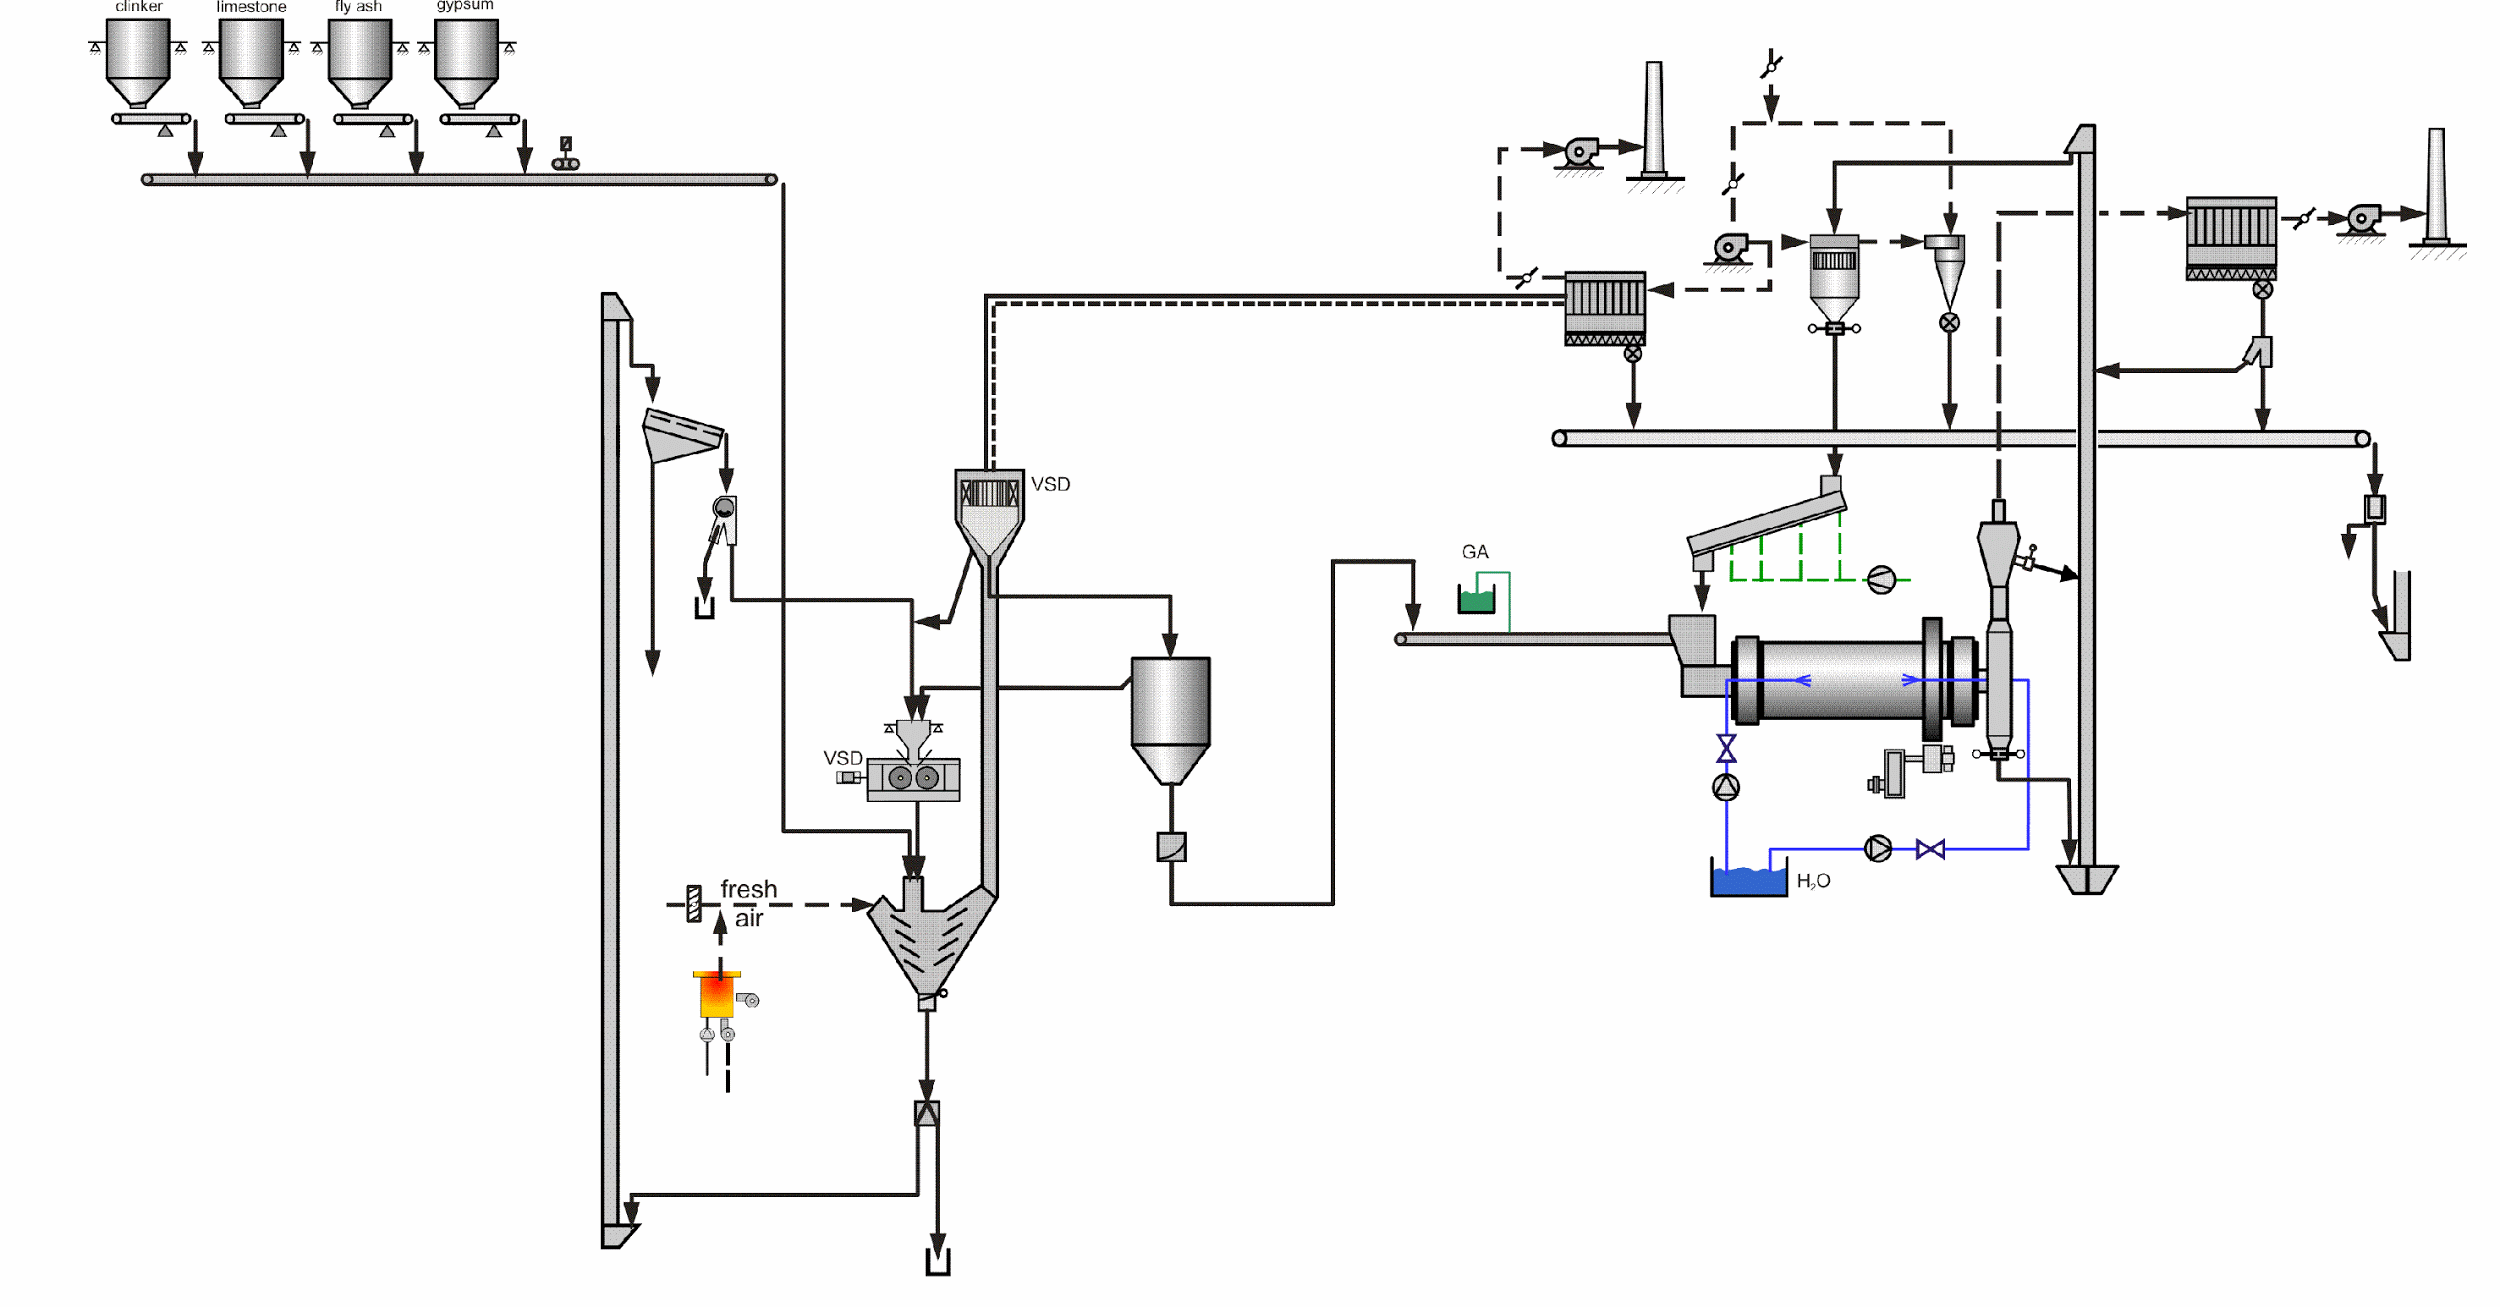 clinker
limestone
fly ash
gypsum
VSD
GA
VSD
H₂O
fresh
air